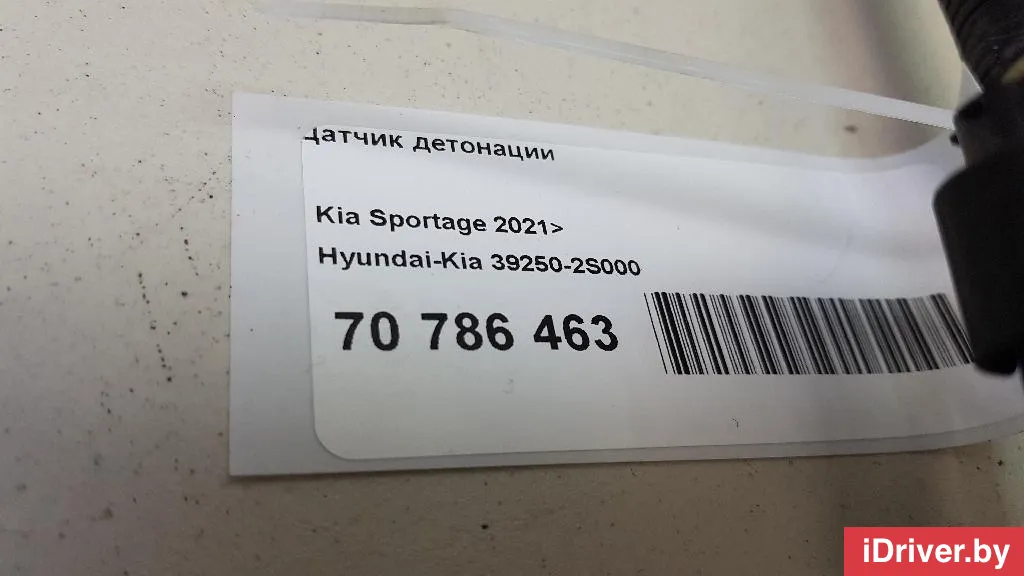 Датчик детонации
Kia Sportage 2021>
Hyundai-Kia 39250-2S000
70 786 463
iDriver.by